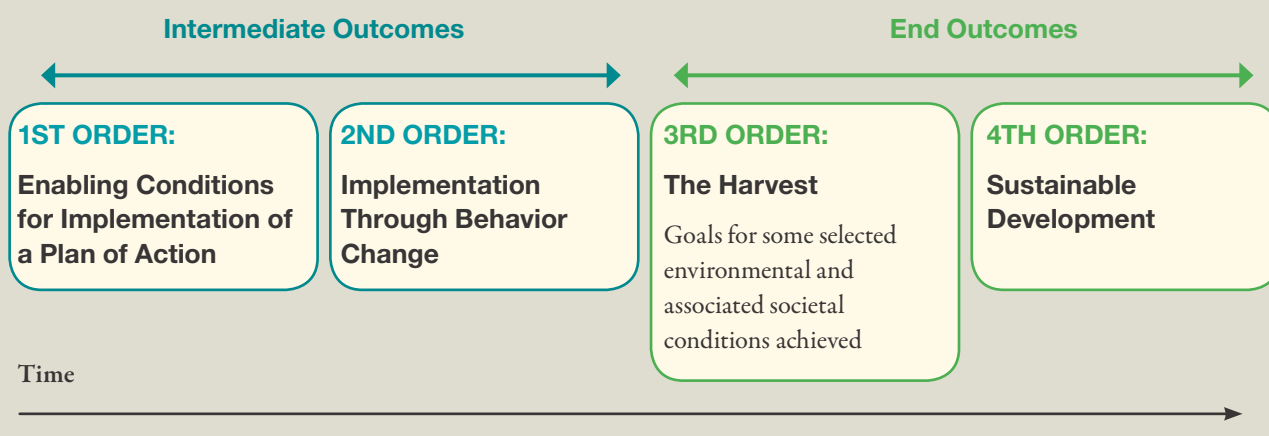 Intermediate Outcomes
End Outcomes
1ST ORDER:
Enabling Conditions
for Implementation of
a Plan of Action
2ND ORDER:
Implementation
Through Behavior
Change
3RD ORDER:
The Harvest
Goals for some selected
environmental and
associated societal
conditions achieved
4TH ORDER:
Sustainable
Development
Time